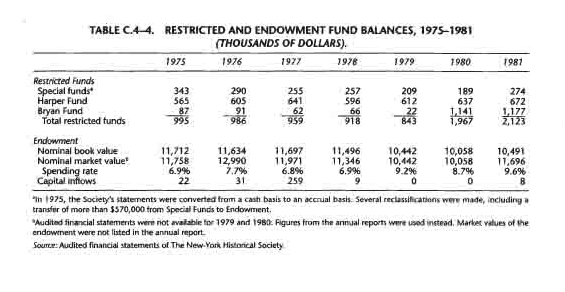 TABLE C.4–4. RESTRICTED AND ENDOWMENT FUND BALANCES, 1975–1981
(THOUSANDS OF DOLLARS).
1975 1976 1977 1978 1979 1980 1981
Restricted Funds
Special fundsᵃ 343 290 255 257 209 189 274
Harper Fund 565 605 641 596 612 637 672
Bryan Fund 87 91 62 66 22 1,141 1,177
Total restricted funds 995 986 959 918 843 1,967 2,123
Endowment
Nominal book value 11,712 11,634 11,697 11,496 10,442 10,058 10,491
Nominal market valueᵇ 11,758 12,990 11,971 11,346 10,442 10,058 11,696
Spending rate 6.9% 7.7% 6.8% 6.9% 9.2% 8.7% 9.6%
Capital inflows 22 31 259 9 0 0 8
ᵃIn 1975, the Society's statements were converted from a cash basis to an accrual basis. Several reclassifications were made, including a
transfer of more than $570,000 from Special Funds to Endowment.
ᵇAudited financial statements were not available for 1979 and 1980. Figures from the annual reports were used instead. Market values of the
endowment were not listed in the annual report.
Source: Audited financial statements of The New-York Historical Society.